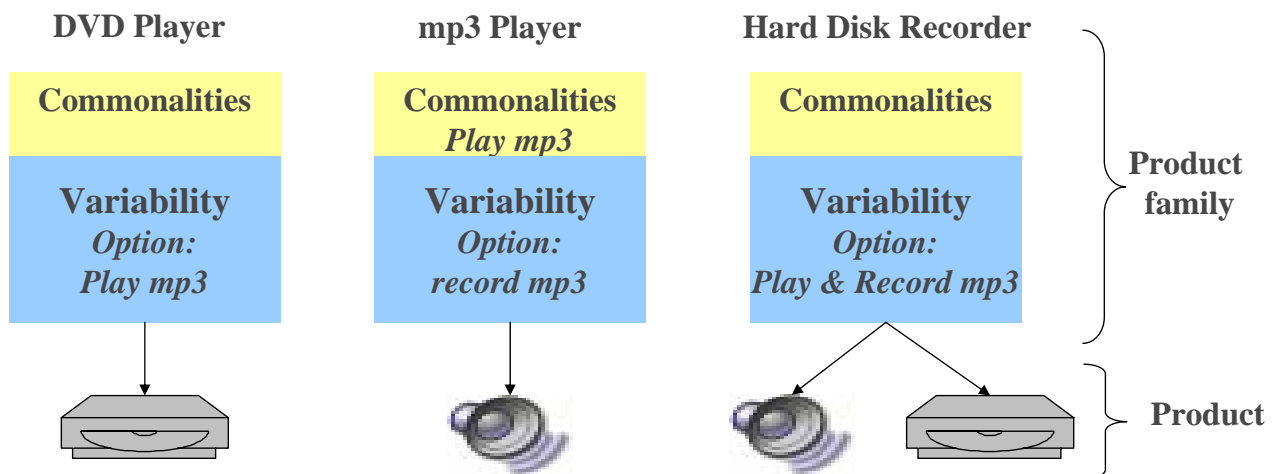 DVD Player
Commonalities
Variability
Option:
Play mp3
mp3 Player
Commonalities
Play mp3
Variability
Option:
record mp3
Hard Disk Recorder
Commonalities
Variability
Option:
Play & Record mp3
Product
family
Product